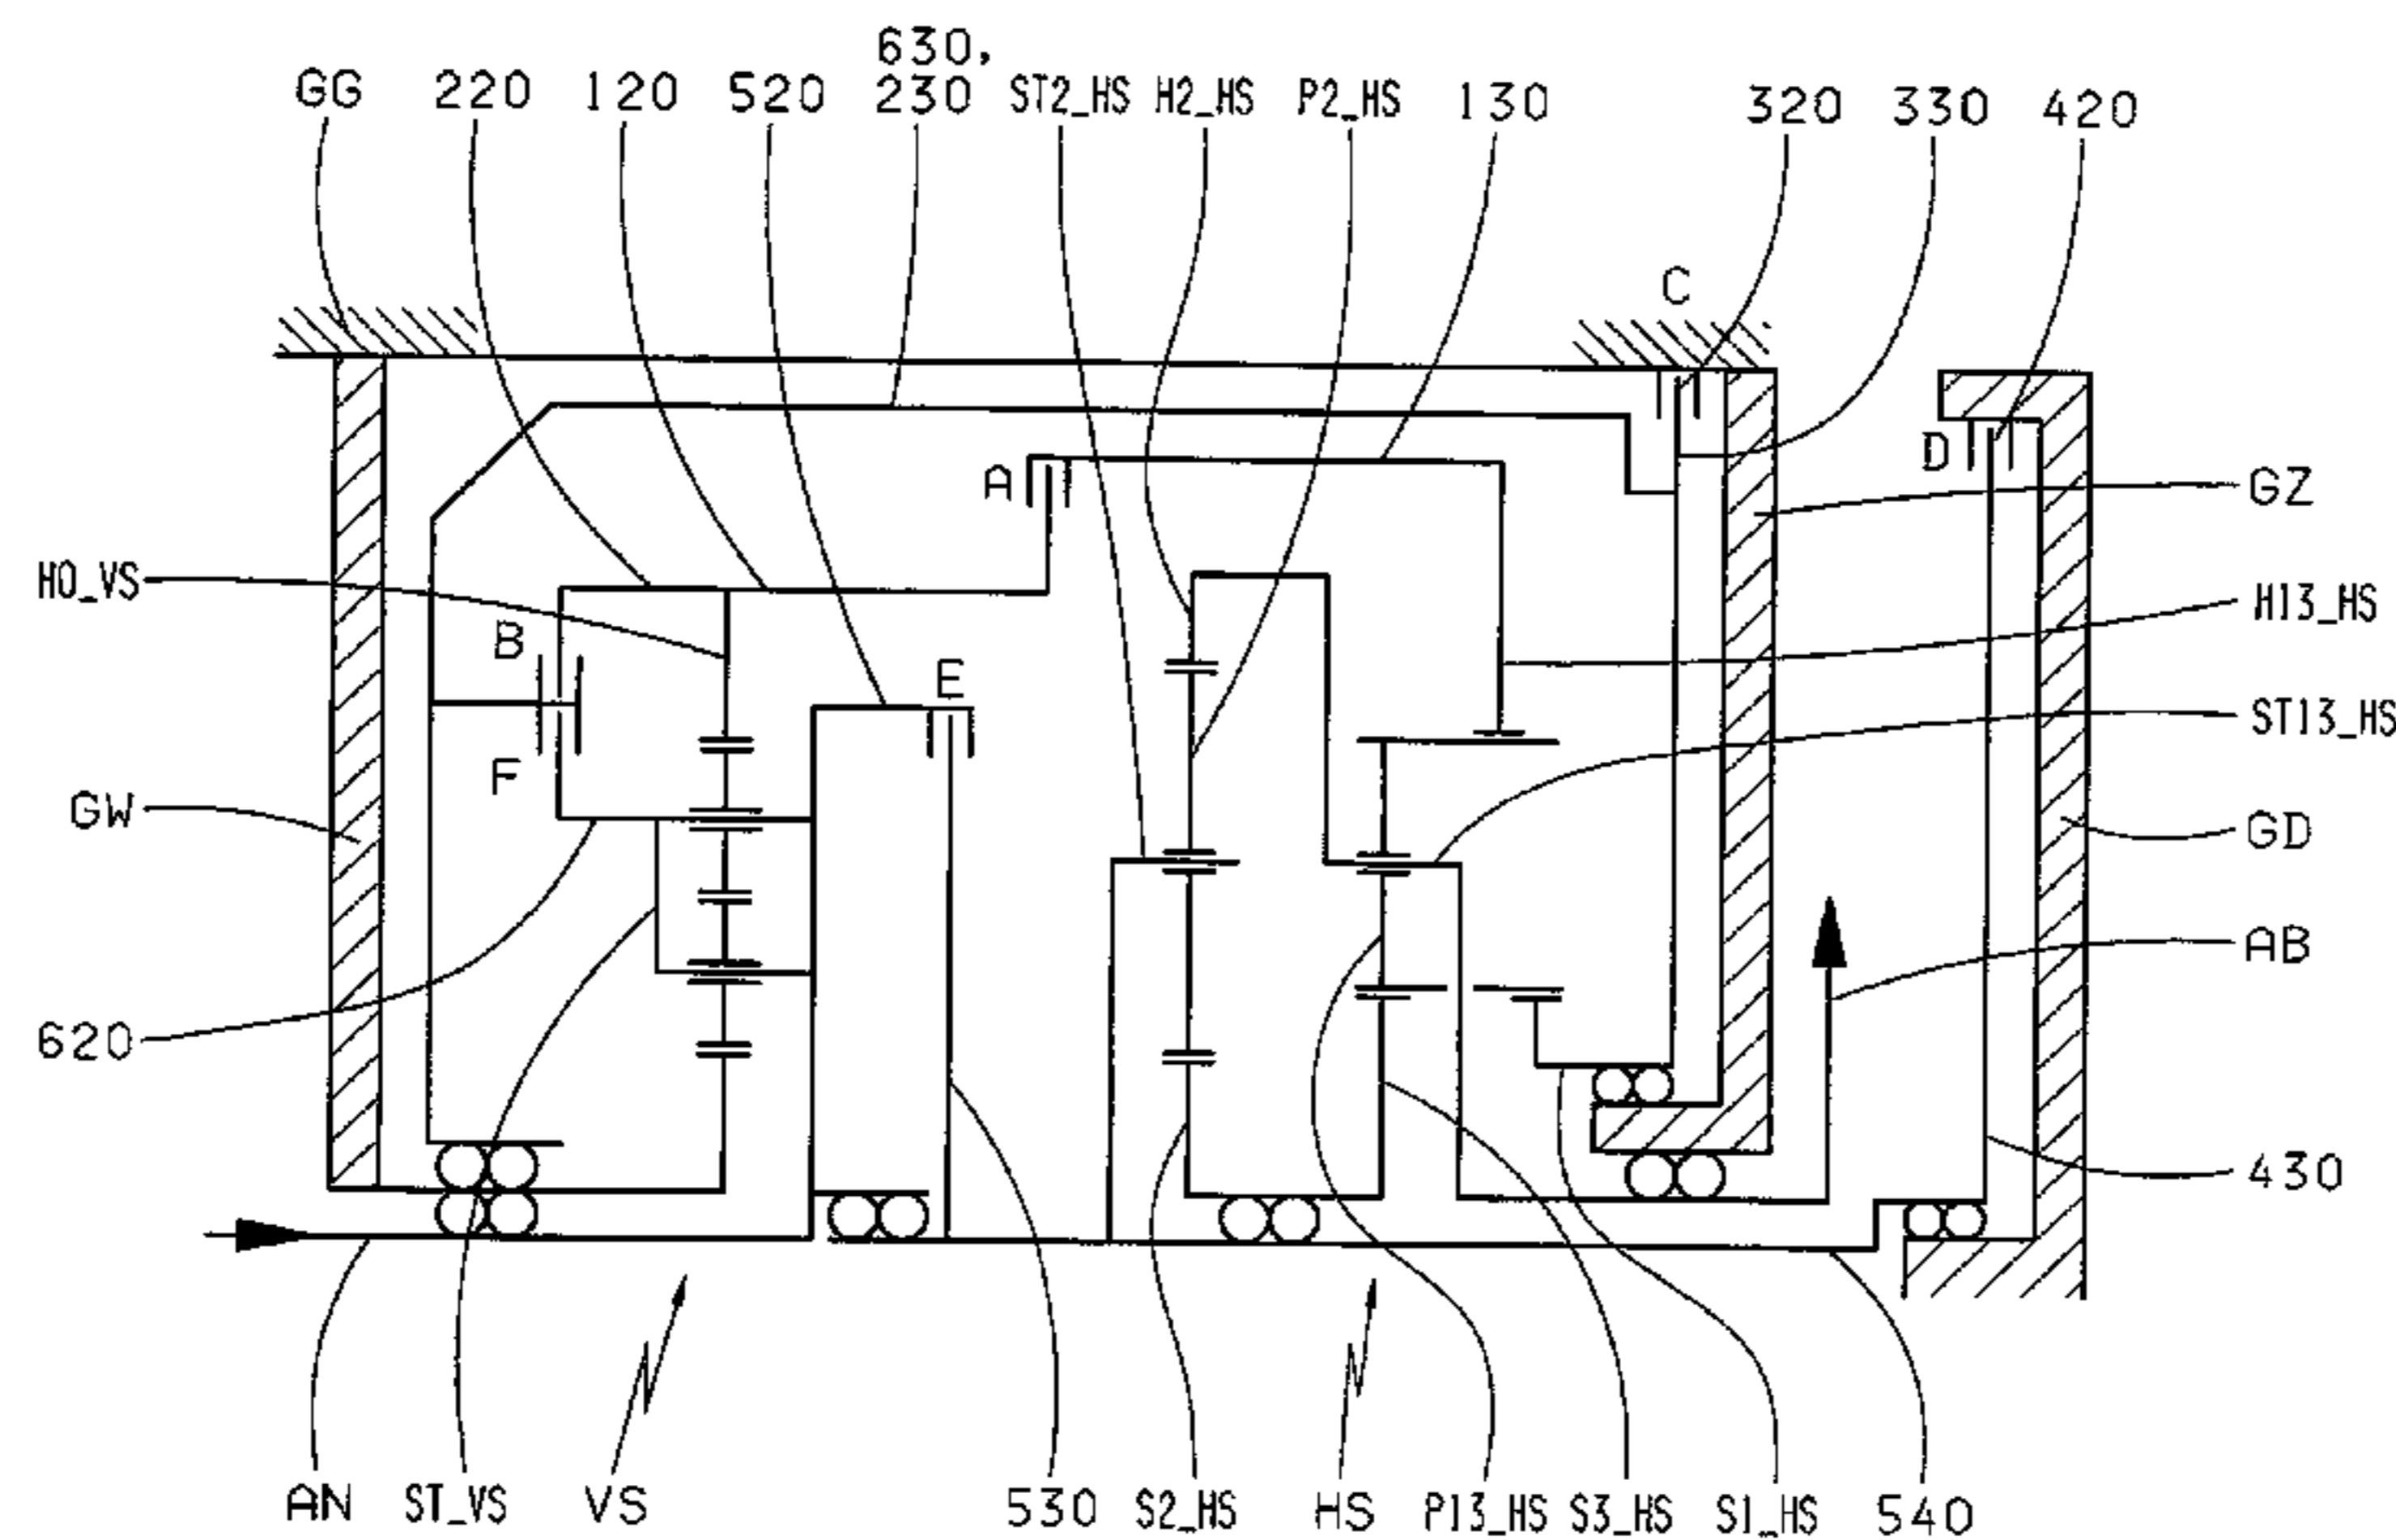 630,
GG 220 120 520 230 ST2_HS H2_HS P2_HS 130 320 330 420
C
A
D
GZ
H0_VS
H13_HS
B
E
ST13_HS
F
GW
GD
AB
620
430
AN ST_VS VS 530 S2_HS HS P13_HS S3_HS S1_HS 540